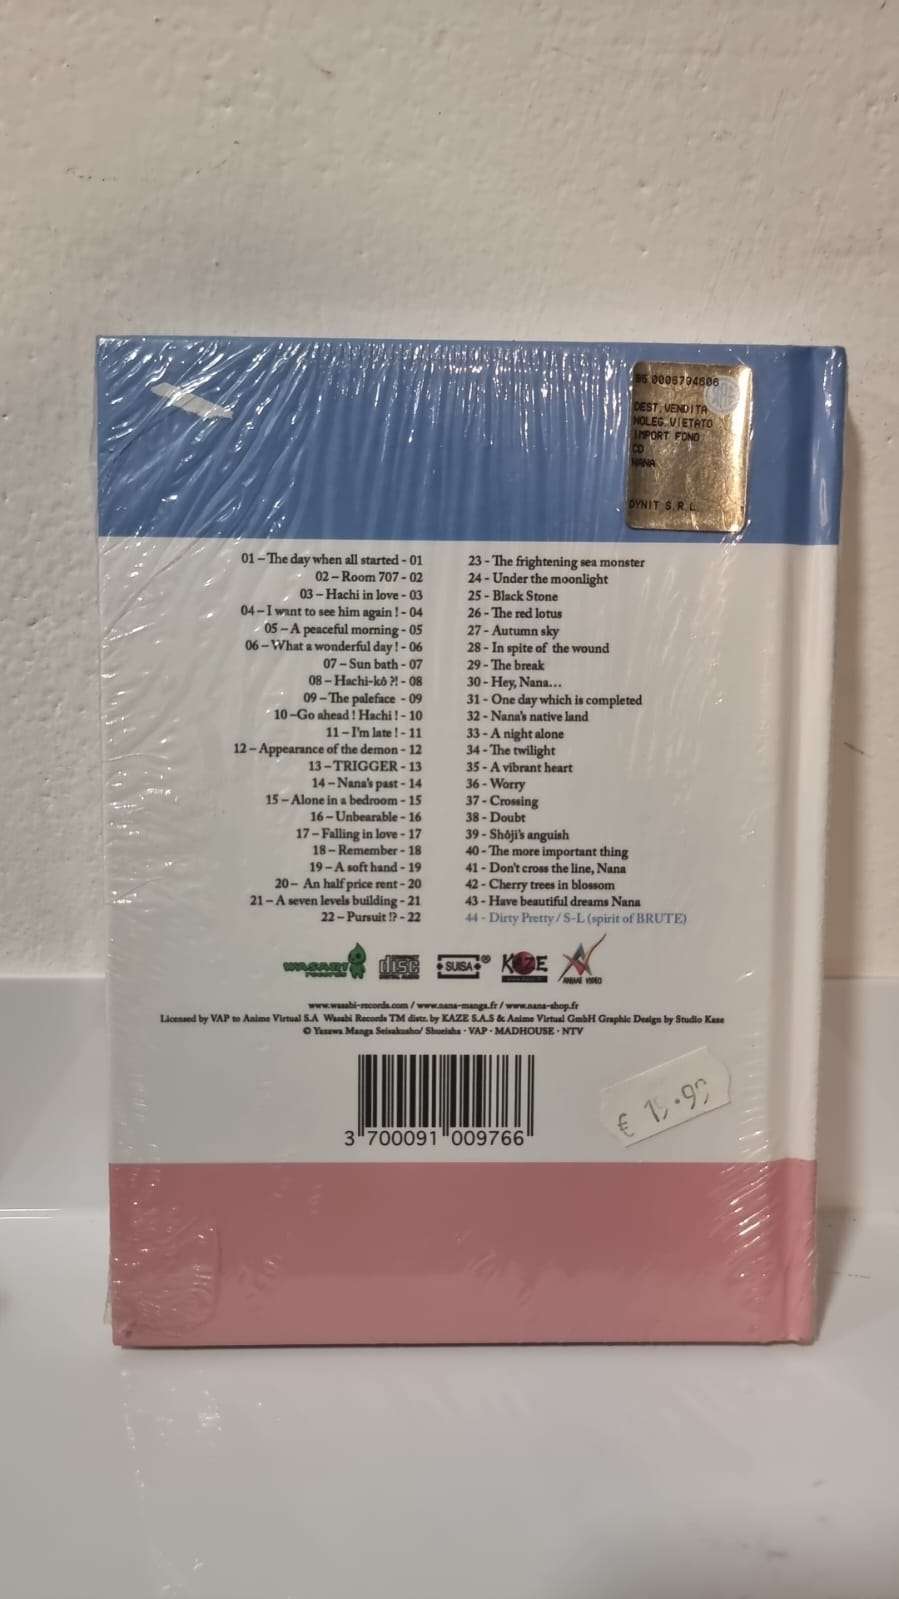 0006794606
DEST.VENDITA
NOLEG.VIETATO
IMPORT FONO
CD
NANA
DYNIT S.R.L.
01 – The day when all started - 01
02 – Room 707 - 02
03 – Hachi in love - 03
04 – I want to see him again ! - 04
05 – A peaceful morning - 05
06 – What a wonderful day ! - 06
07 – Sun bath - 07
08 – Hachi-kô ?! - 08
09 – The paleface - 09
10 –Go ahead ! Hachi ! - 10
11 – I'm late ! - 11
12 – Appearance of the demon - 12
13 – TRIGGER - 13
14 – Nana's past - 14
15 – Alone in a bedroom - 15
16 – Unbearable - 16
17 – Falling in love - 17
18 – Remember - 18
19 – A soft hand - 19
20 – An half price rent - 20
21 – A seven levels building - 21
22 – Pursuit !? - 22
23 - The frightening sea monster
24 - Under the moonlight
25 - Black Stone
26 - The red lotus
27 - Autumn sky
28 - In spite of the wound
29 - The break
30 - Hey, Nana...
31 - One day which is completed
32 - Nana's native land
33 - A night alone
34 - The twilight
35 - A vibrant heart
36 - Worry
37 - Crossing
38 - Doubt
39 - Shôji's anguish
40 - The more important thing
41 - Don't cross the line, Nana
42 - Cherry trees in blossom
43 - Have beautiful dreams Nana
44 - Dirty Pretty / S-L (spirit of BRUTE)
WASABI records
COMPACT disc DIGITAL AUDIO
SUISA ®
KAZE
ANIME VIDEO
www.wasabi-records.com / www.nana-manga.fr / www.nana-shop.fr
Licensed by VAP to Anime Virtual S.A Wasabi Records TM distr. by KAZE S.A.S & Anime Virtual GmbH Graphic Design by Studio Kaze
© Yazawa Manga Seisakusho/ Shueisha · VAP · MADHOUSE · NTV
3 700091 009766
€ 15.99